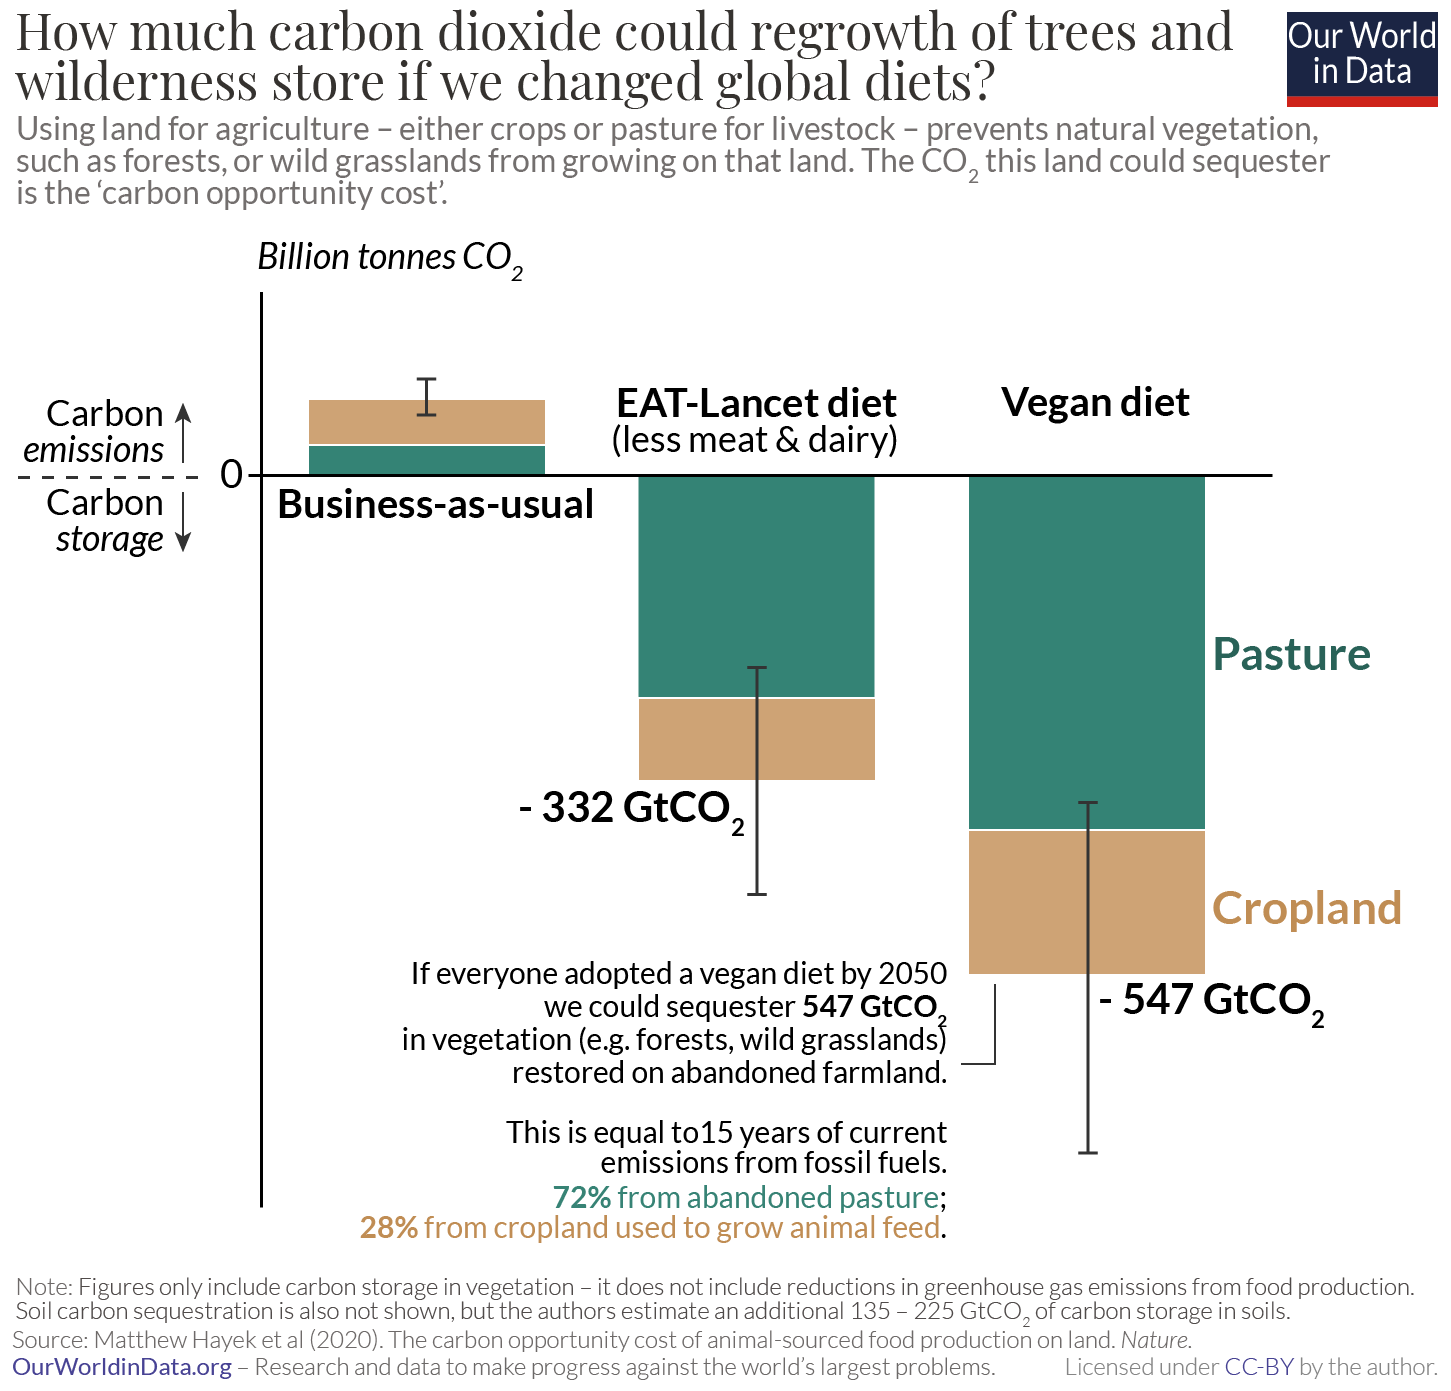 How much carbon dioxide could regrowth of trees and
wilderness store if we changed global diets?
Our World
in Data
Using land for agriculture – either crops or pasture for livestock – prevents natural vegetation,
such as forests, or wild grasslands from growing on that land. The CO₂ this land could sequester
is the ‘carbon opportunity cost’.
Billion tonnes CO₂
Carbon
emissions
0
Carbon
storage
Business-as-usual
EAT-Lancet diet
(less meat & dairy)
Vegan diet
Pasture
- 332 GtCO₂
Cropland
- 547 GtCO₂
If everyone adopted a vegan diet by 2050
we could sequester 547 GtCO₂
in vegetation (e.g. forests, wild grasslands)
restored on abandoned farmland.
This is equal to15 years of current
emissions from fossil fuels.
72% from abandoned pasture;
28% from cropland used to grow animal feed.
Note: Figures only include carbon storage in vegetation – it does not include reductions in greenhouse gas emissions from food production.
Soil carbon sequestration is also not shown, but the authors estimate an additional 135 – 225 GtCO₂ of carbon storage in soils.
Source: Matthew Hayek et al (2020). The carbon opportunity cost of animal-sourced food production on land. Nature.
OurWorldinData.org – Research and data to make progress against the world’s largest problems.
Licensed under CC-BY by the author.